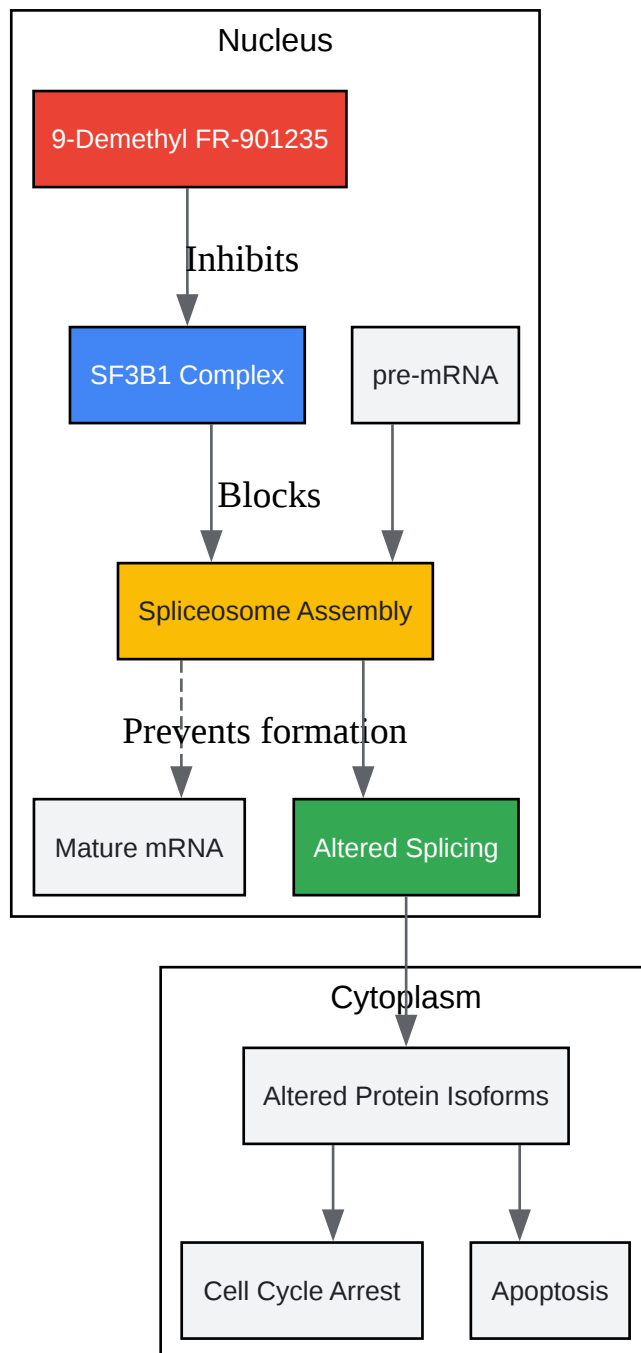 Nucleus
9-Demethyl FR-901235
Inhibits
SF3B1 Complex
pre-mRNA
Blocks
Spliceosome Assembly
Prevents formation
Mature mRNA
Altered Splicing
Cytoplasm
Altered Protein Isoforms
Cell Cycle Arrest
Apoptosis